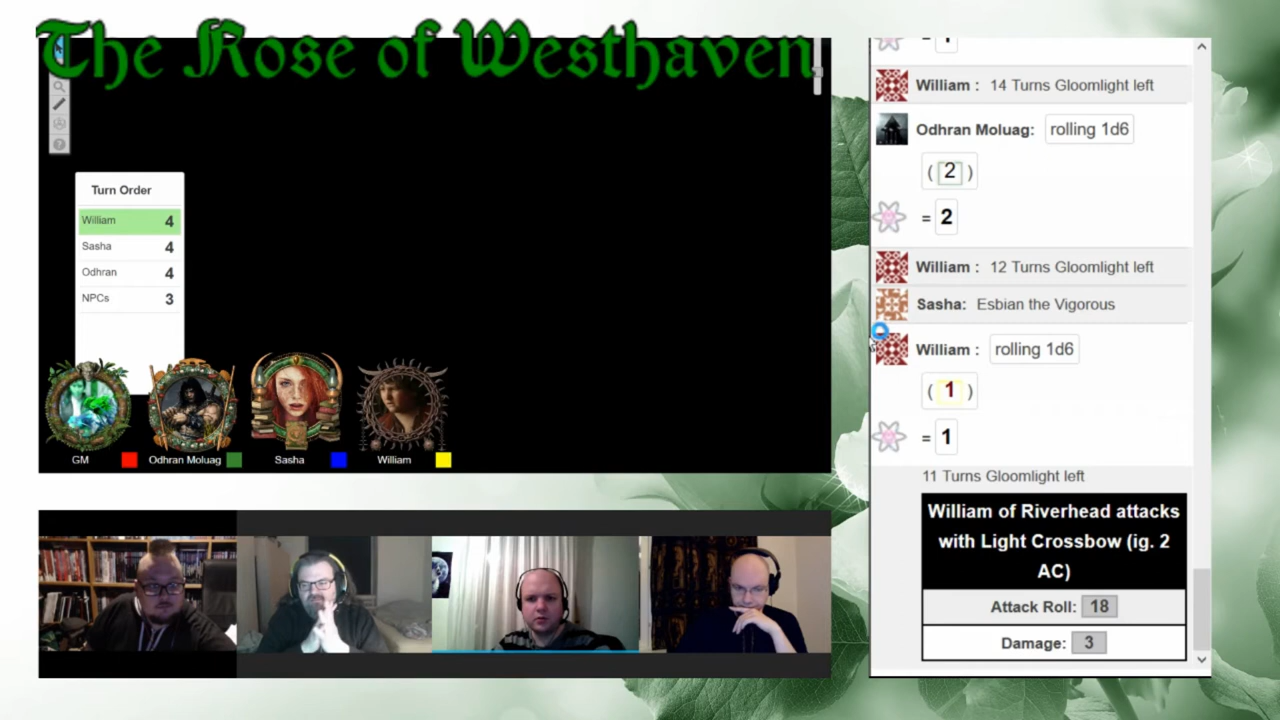 The Rose of Westhaven
Turn Order
William 4
Sasha 4
Odhran 4
NPCs 3
GM
Odhran Moluag
Sasha
William
William : 14 Turns Gloomlight left
Odhran Moluag: rolling 1d6
( 2 )
= 2
William : 12 Turns Gloomlight left
Sasha: Esbian the Vigorous
William : rolling 1d6
( 1 )
= 1
11 Turns Gloomlight left
William of Riverhead attacks
with Light Crossbow (ig. 2
AC)
Attack Roll: 18
Damage: 3